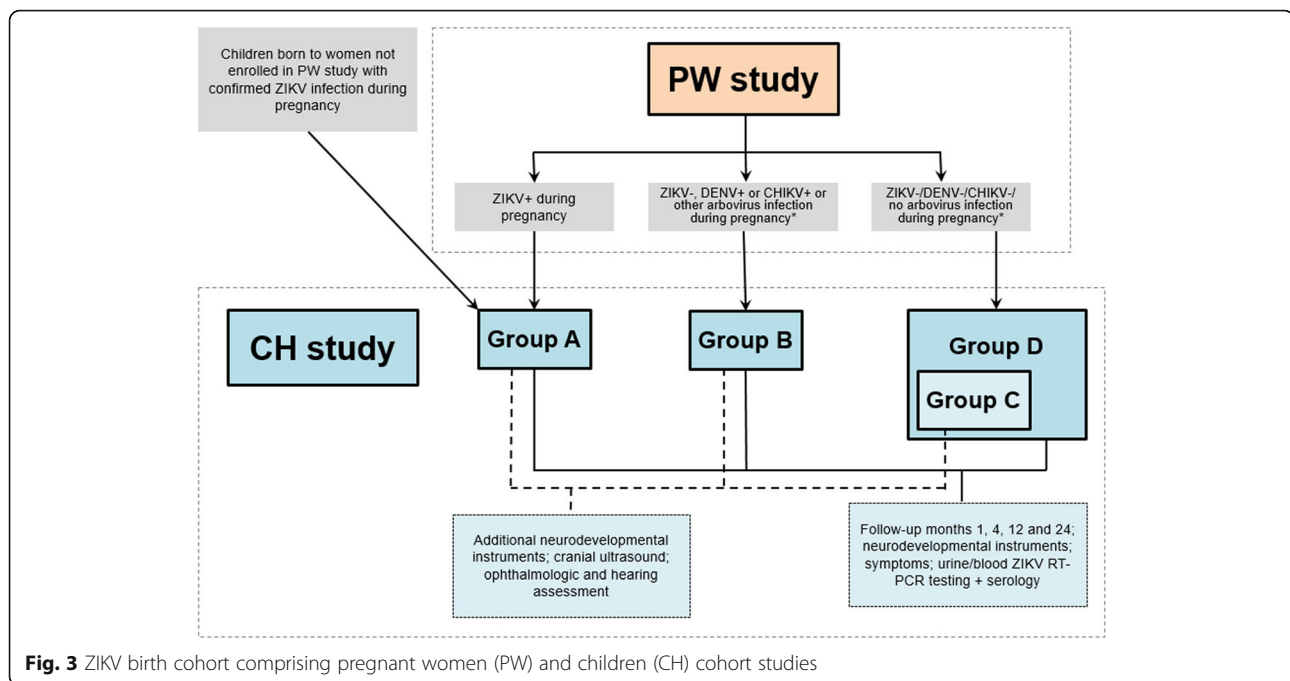 Children born to women not
enrolled in PW study with
confirmed ZIKV infection during
pregnancy
PW study
ZIKV+ during
pregnancy
ZIKV-, DENV+ or CHIKV+ or
other arbovirus infection
during pregnancy*
ZIKV-/DENV-/CHIKV-/
no arbovirus infection
during pregnancy*
CH study
Group A
Group B
Group D
Group C
Additional neurodevelopmental
instruments; cranial ultrasound;
ophthalmologic and hearing
assessment
Follow-up months 1, 4, 12 and 24;
neurodevelopmental instruments;
symptoms; urine/blood ZIKV RT-
PCR testing + serology
Fig. 3 ZIKV birth cohort comprising pregnant women (PW) and children (CH) cohort studies